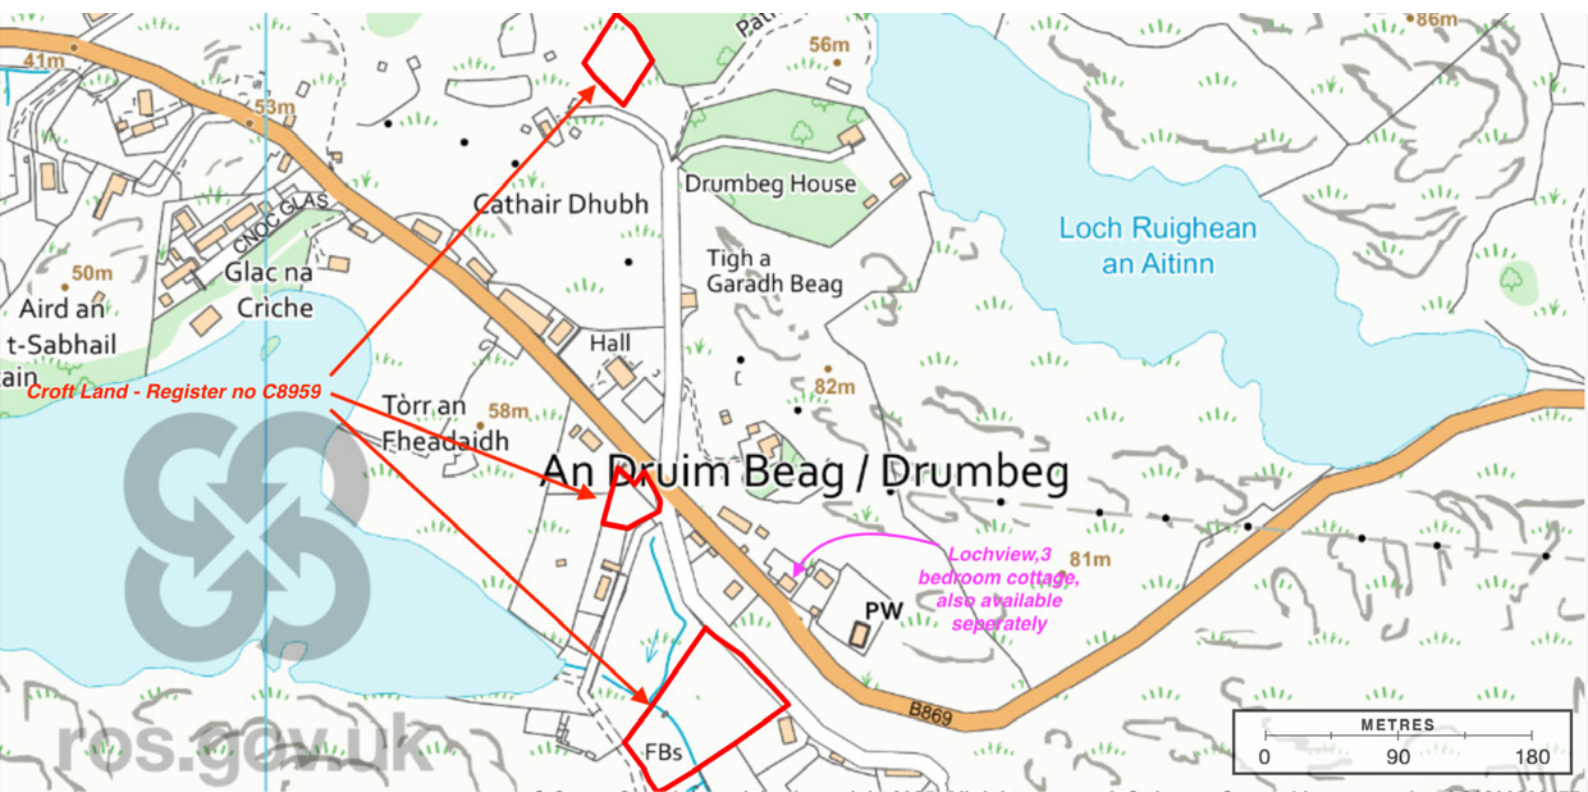 Path
86m
41m
56m
53m
Drumbeg House
Cathair Dhubh
CNOC GLAS
Loch Ruighean
an Aitinn
50m
Glac na
Crìche
Tigh a
Garadh Beag
Aird an
t-Sabhail
Hall
82m
Croft Land - Register no C8959
Tòrr an
Fheadaidh
58m
An Druim Beag / Drumbeg
Lochview,3
bedroom cottage,
also available
seperately
81m
PW
B869
ros.gov.uk
FBs
METRES
0 90 180